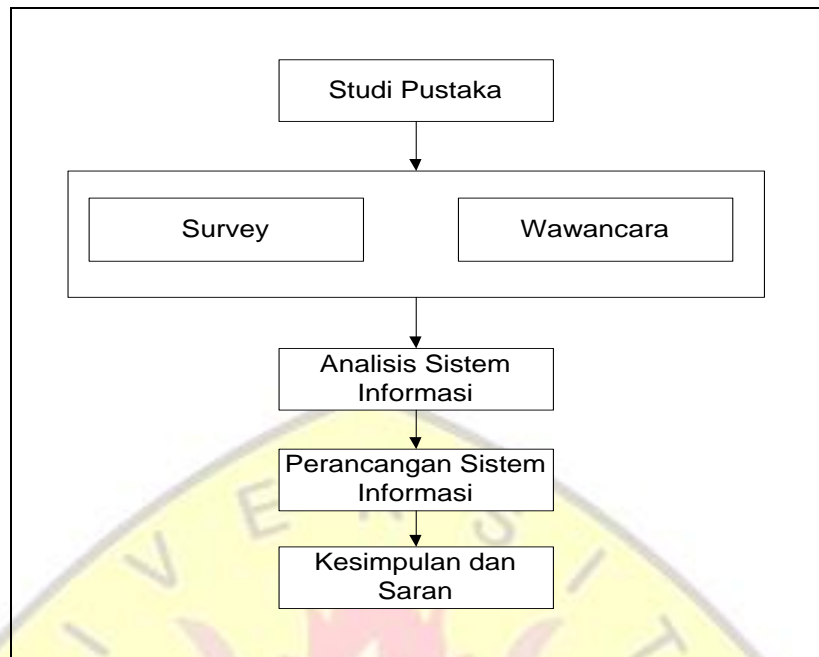 Studi Pustaka
Survey
Wawancara
Analisis Sistem
Informasi
Perancangan Sistem
Informasi
Kesimpulan dan
Saran